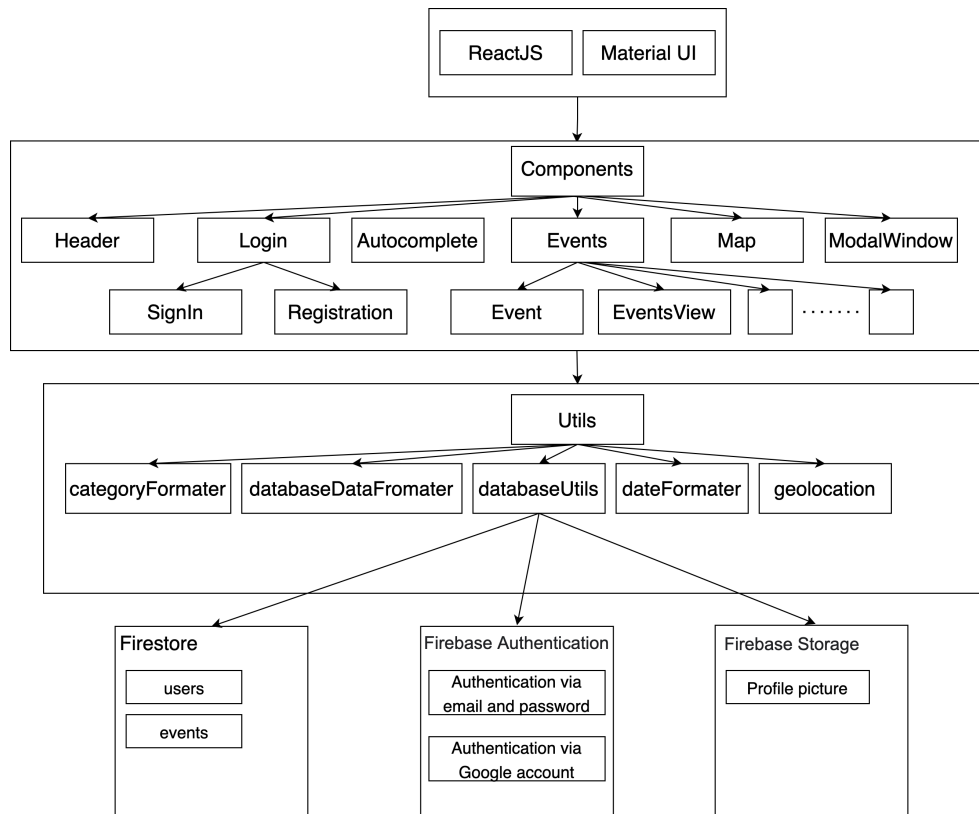 ReactJS
Material UI
Components
Header
Login
Autocomplete
Events
Map
ModalWindow
SignIn
Registration
Event
EventsView
.......
Utils
categoryFormater
databaseDataFromater
databaseUtils
dateFormater
geolocation
Firestore
users
events
Firebase Authentication
Authentication via
email and password
Authentication via
Google account
Firebase Storage
Profile picture